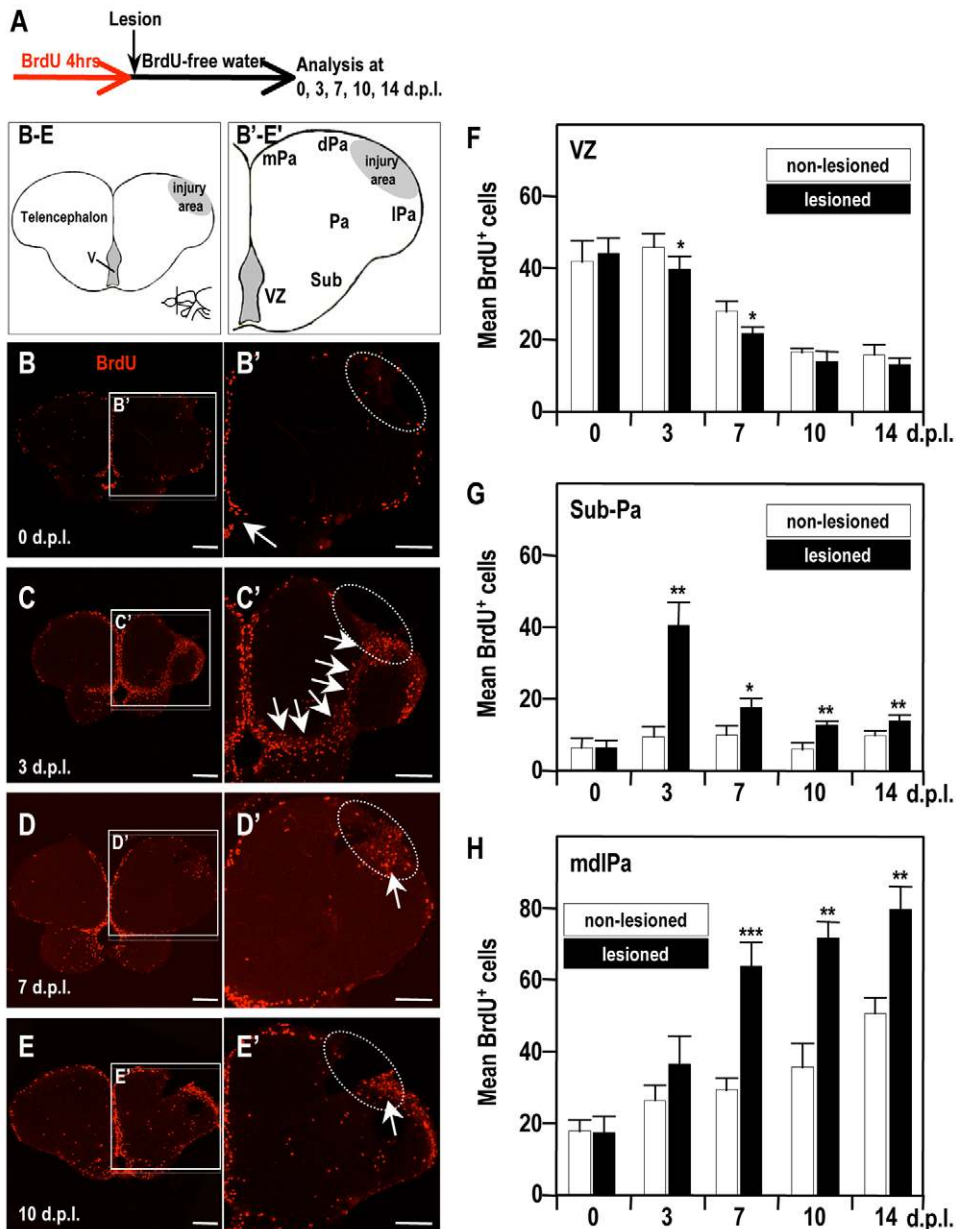 A
Lesion
BrdU 4hrs
BrdU-free water
Analysis at
0, 3, 7, 10, 14 d.p.l.
B-E
injury
area
Telencephalon
V
B'-E'
dPa
mPa
injury
area
lPa
Pa
Sub
VZ
B
BrdU
B'
0 d.p.l.
B'
C
C'
3 d.p.l.
C'
D
D'
7 d.p.l.
D'
E
E'
10 d.p.l.
E'
F
VZ
non-lesioned
lesioned
Mean BrdU+ cells
60
40
20
0
*
*
0 3 7 10 14 d.p.l.
G
Sub-Pa
non-lesioned
lesioned
Mean BrdU+ cells
60
40
20
0
**
*
**
**
0 3 7 10 14 d.p.l.
H
mdlPa
non-lesioned
lesioned
Mean BrdU+ cells
80
60
40
20
0
***
**
**
0 3 7 10 14 d.p.l.